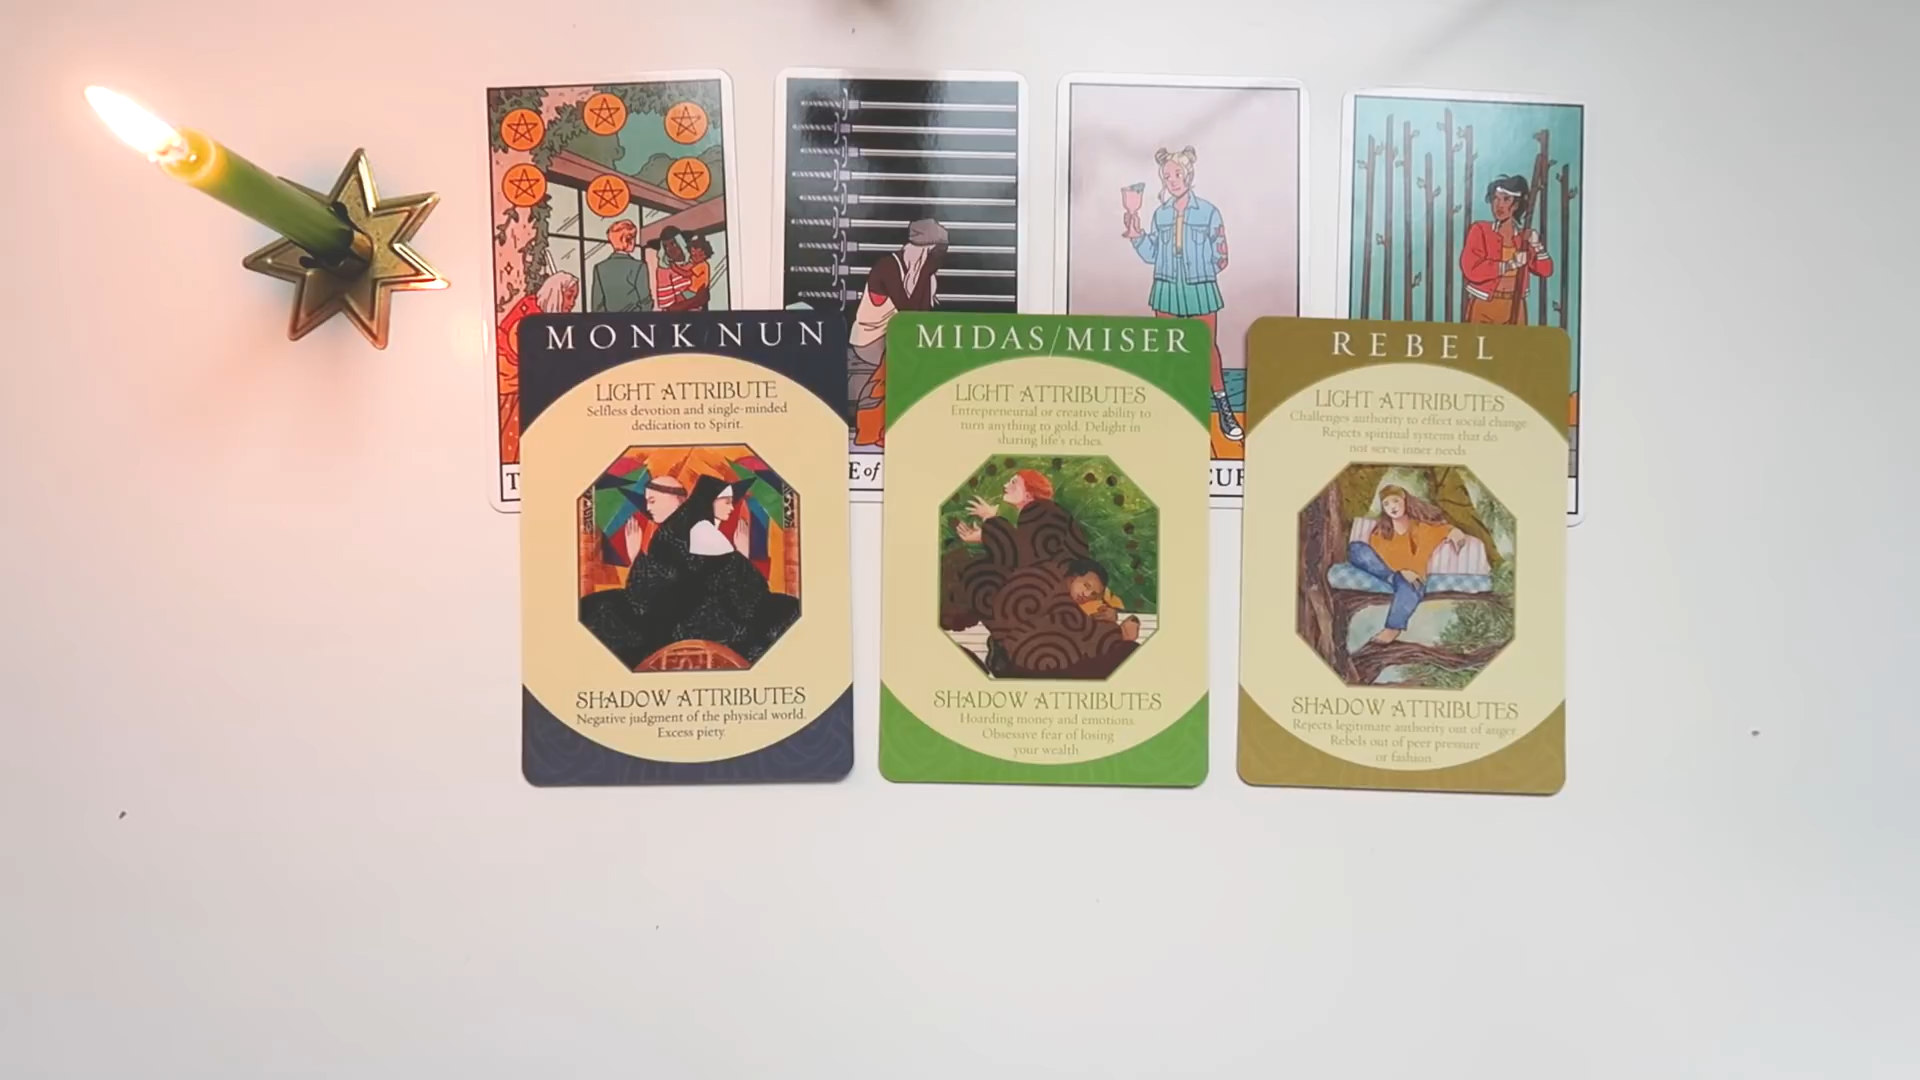 T
E of
CUP
MONK NUN
LIGHT ATTRIBUTE
Selfless devotion and single-minded
dedication to Spirit.
SHADOW ATTRIBUTES
Negative judgment of the physical world.
Excess piety.
MIDAS/MISER
LIGHT ATTRIBUTES
Entrepreneurial or creative ability to
turn anything to gold. Delight in
sharing life's riches.
SHADOW ATTRIBUTES
Hoarding money and emotions.
Obsessive fear of losing
your wealth
REBEL
LIGHT ATTRIBUTES
Challenges authority to effect social change.
Rejects spiritual systems that do
not serve inner needs
SHADOW ATTRIBUTES
Rejects legitimate authority out of anger
Rebels out of peer pressure
or fashion.